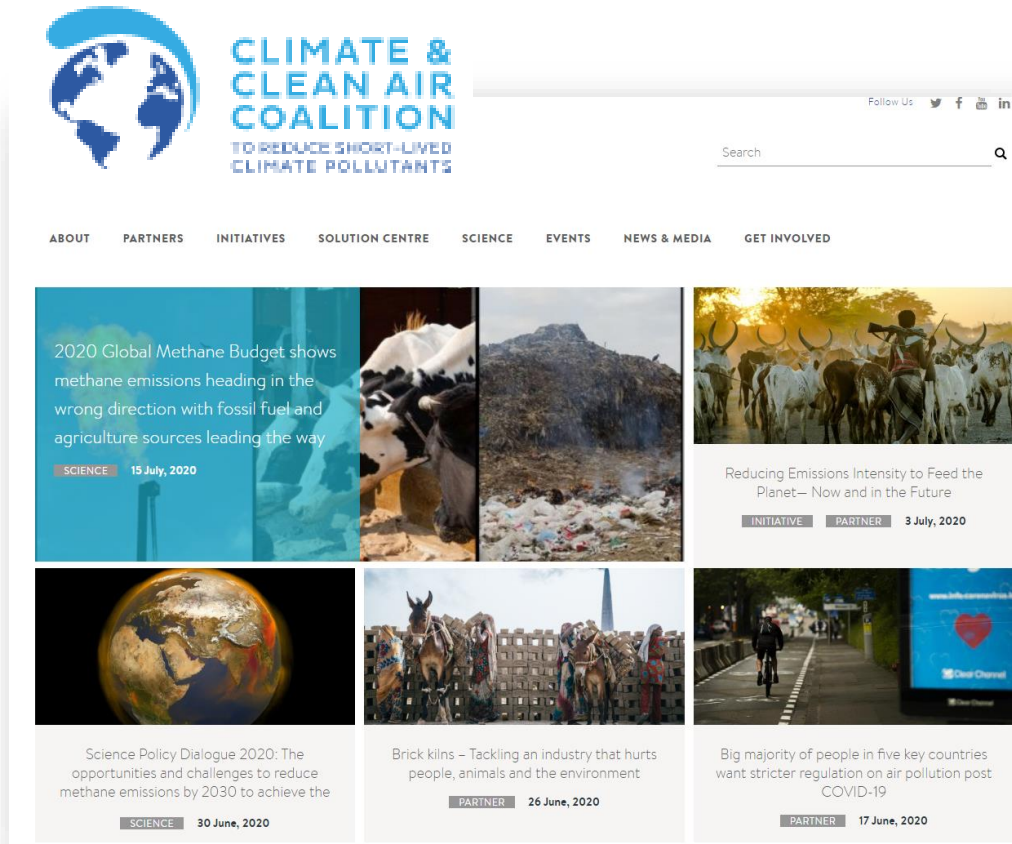 CLIMATE &
CLEAN AIR
COALITION
TO REDUCE SHORT-LIVED
CLIMATE POLLUTANTS
Follow Us
Search
ABOUT PARTNERS INITIATIVES SOLUTION CENTRE SCIENCE EVENTS NEWS & MEDIA GET INVOLVED
2020 Global Methane Budget shows
methane emissions heading in the
wrong direction with fossil fuel and
agriculture sources leading the way
SCIENCE 15 July, 2020
Reducing Emissions Intensity to Feed the
Planet— Now and in the Future
INITIATIVE PARTNER 3 July, 2020
Science Policy Dialogue 2020: The
opportunities and challenges to reduce
methane emissions by 2030 to achieve the
SCIENCE 30 June, 2020
Brick kilns – Tackling an industry that hurts
people, animals and the environment
PARTNER 26 June, 2020
Clear Channel
Clear Channel
Big majority of people in five key countries
want stricter regulation on air pollution post
COVID-19
PARTNER 17 June, 2020